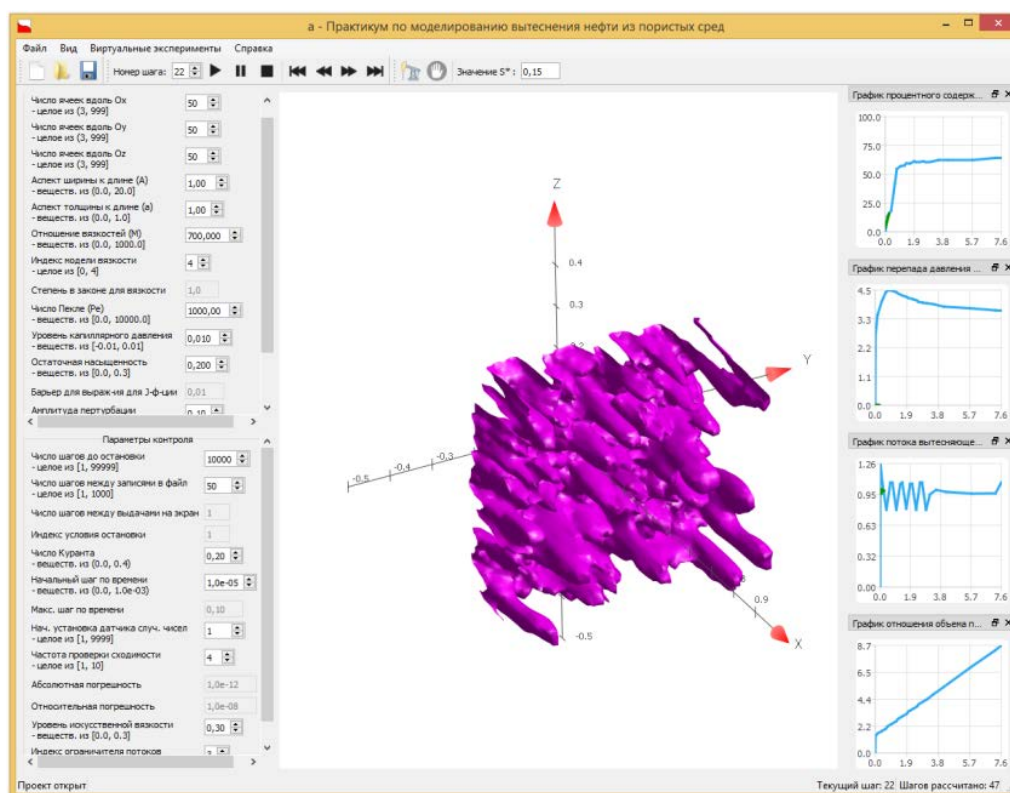 а - Практикум по моделированию вытеснения нефти из пористых сред
Файл Вид Виртуальные эксперименты Справка
Номер шага: 22 Значение S* : 0,15
Число ячеек вдоль Ox
- целое из (3, 999]
50
Число ячеек вдоль Oy
- целое из (3, 999]
50
Число ячеек вдоль Oz
- целое из (3, 999]
50
Аспект ширины к длине (A)
- веществ. из (0.0, 20.0]
1,00
Аспект толщины к длине (a)
- веществ. из (0.0, 1.0]
1,00
Отношение вязкостей (M)
- веществ. из (0.0, 1000.0]
700,000
Индекс модели вязкости
- целое из [0, 4]
4
Степень в законе для вязкости
1,0
Число Пекле (Pe)
- веществ. из [0.0, 10000.0]
1000,00
Уровень капиллярного давления
- веществ. из [-0.01, 0.01]
0,010
Остаточная насыщенность
- веществ. из [0.0, 0.3]
0,200
Барьер для выраж-ия для J-ф-ции
0,01
Амплитуда пертурбации
0,10
Параметры контроля
Число шагов до остановки
- целое из [1, 99999]
10000
Число шагов между записями в файл
- целое из [1, 1000]
50
Число шагов между выдачами на экран
1
Индекс условия остановки
1
Число Куранта
- веществ. из (0.0, 0.4)
0,20
Начальный шаг по времени
- веществ. из (0.0, 1.0e-03)
1,0e-05
Макс. шаг по времени
0,10
Нач. установка датчика случ. чисел
- целое из [1, 9999]
1
Частота проверки сходимости
- целое из [1, 10]
4
Абсолютная погрешность
1,0e-12
Относительная погрешность
1,0e-08
Уровень искусственной вязкости
- веществ. из [0.0, 0.3]
0,30
Индекс ограничителя потоков
Z
0.4
0.3
0.2
Y
-0.3
-0.4
-0.5
0.9
X
-0.5
График процентного содерж...
100.0
75.0
50.0
25.0
0.0
0.0 1.9 3.8 5.7 7.6
График перепада давления ...
4.5
3.3
2.2
1.1
0.0
0.0 1.9 3.8 5.7 7.6
График потока вытесняюще...
1.26
0.95
0.63
0.32
0.00
0.0 1.9 3.8 5.7 7.6
График отношения объема п...
8.7
6.5
4.4
2.2
0.0
0.0 1.9 3.8 5.7 7.6
Проект открыт
Текущий шаг: 22 Шагов рассчитано: 47